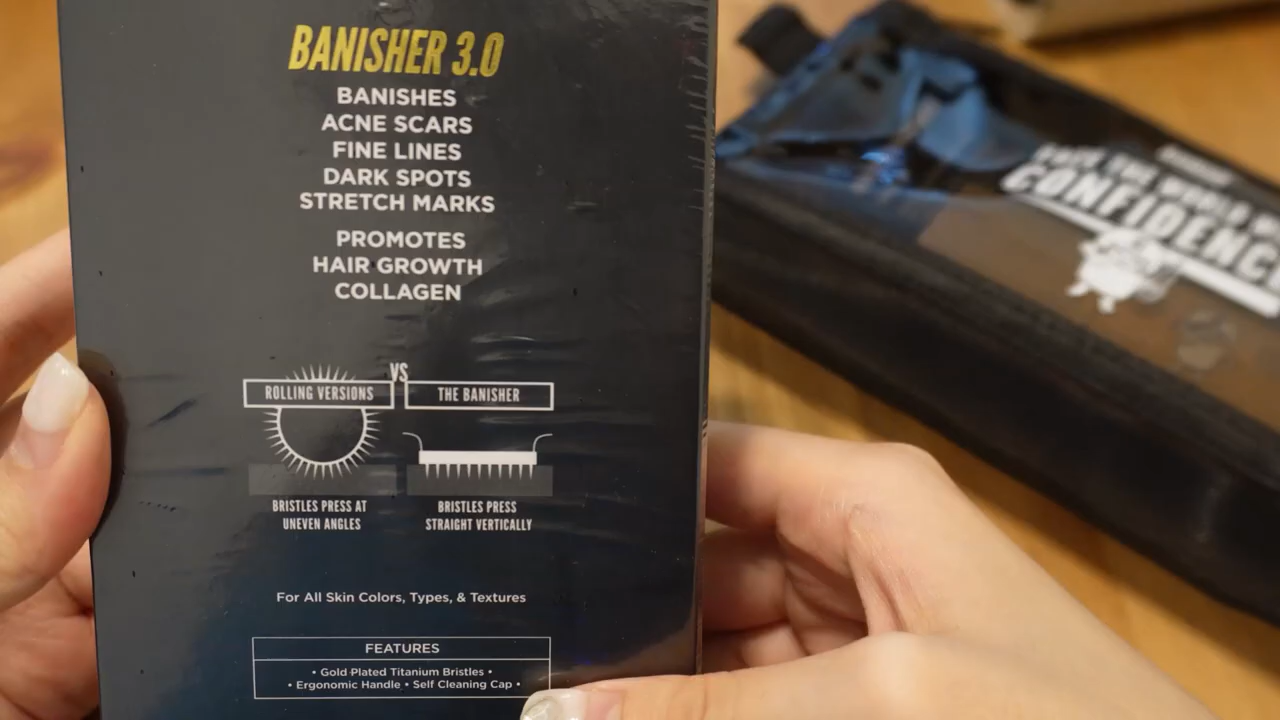 BANISHER 3.0
BANISHES
ACNE SCARS
FINE LINES
DARK SPOTS
STRETCH MARKS
PROMOTES
HAIR GROWTH
COLLAGEN
VS
ROLLING VERSIONS
THE BANISHER
BRISTLES PRESS AT
UNEVEN ANGLES
BRISTLES PRESS
STRAIGHT VERTICALLY
For All Skin Colors, Types, & Textures
FEATURES
• Gold Plated Titanium Bristles •
• Ergonomic Handle • Self Cleaning Cap •
THE WORLD
CONFIDENCE